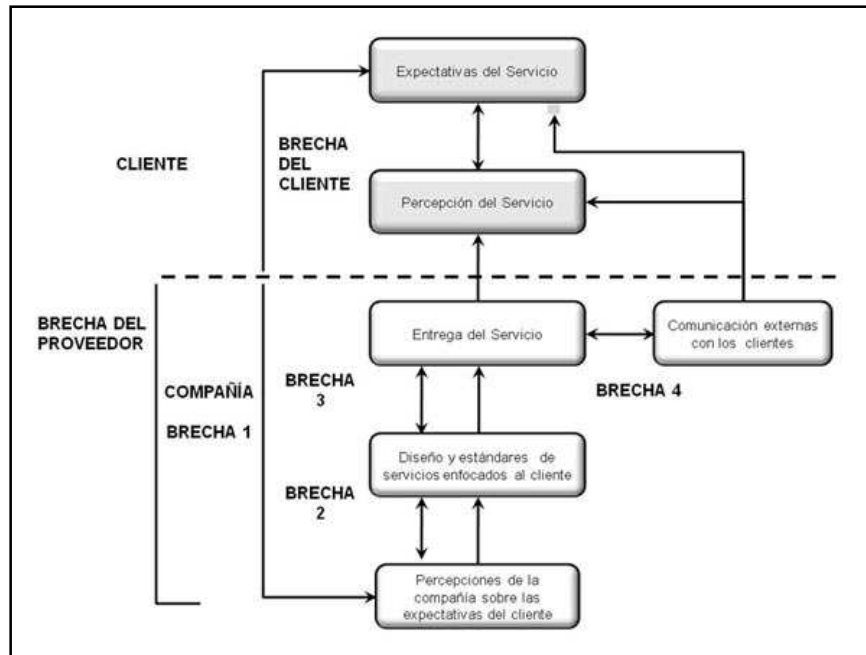 Expectativas del Servicio
BRECHA
DEL
CLIENTE
CLIENTE
Percepción del Servicio
BRECHA DEL
PROVEEDOR
Entrega del Servicio
Comunicación externas
con los clientes
COMPAÑÍA
BRECHA 1
BRECHA
3
BRECHA 4
Diseño y estándares de
servicios enfocados al cliente
BRECHA
2
Percepciones de la
compañía sobre las
expectativas del cliente